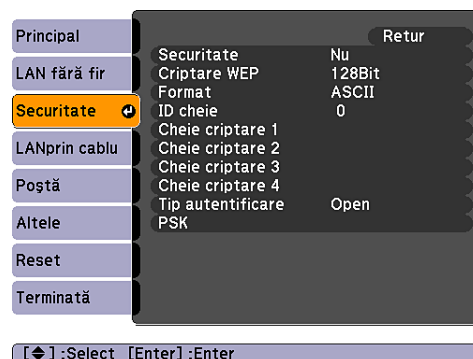 Principal
LAN fără fir
Securitate
LANprin cablu
Poştă
Altele
Reset
Terminată
Retur
Securitate Nu
Criptare WEP 128Bit
Format ASCII
ID cheie 0
Cheie criptare 1
Cheie criptare 2
Cheie criptare 3
Cheie criptare 4
Tip autentificare Open
PSK
[◆] :Select [Enter] :Enter